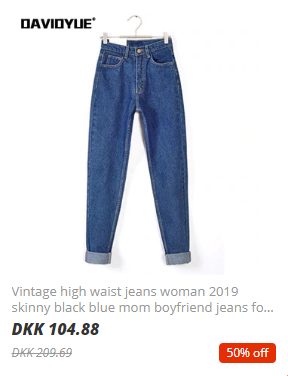 DAVIDYUE®
Vintage high waist jeans woman 2019
skinny black blue mom boyfriend jeans fo...
DKK 104.88
DKK 209.69
50% off